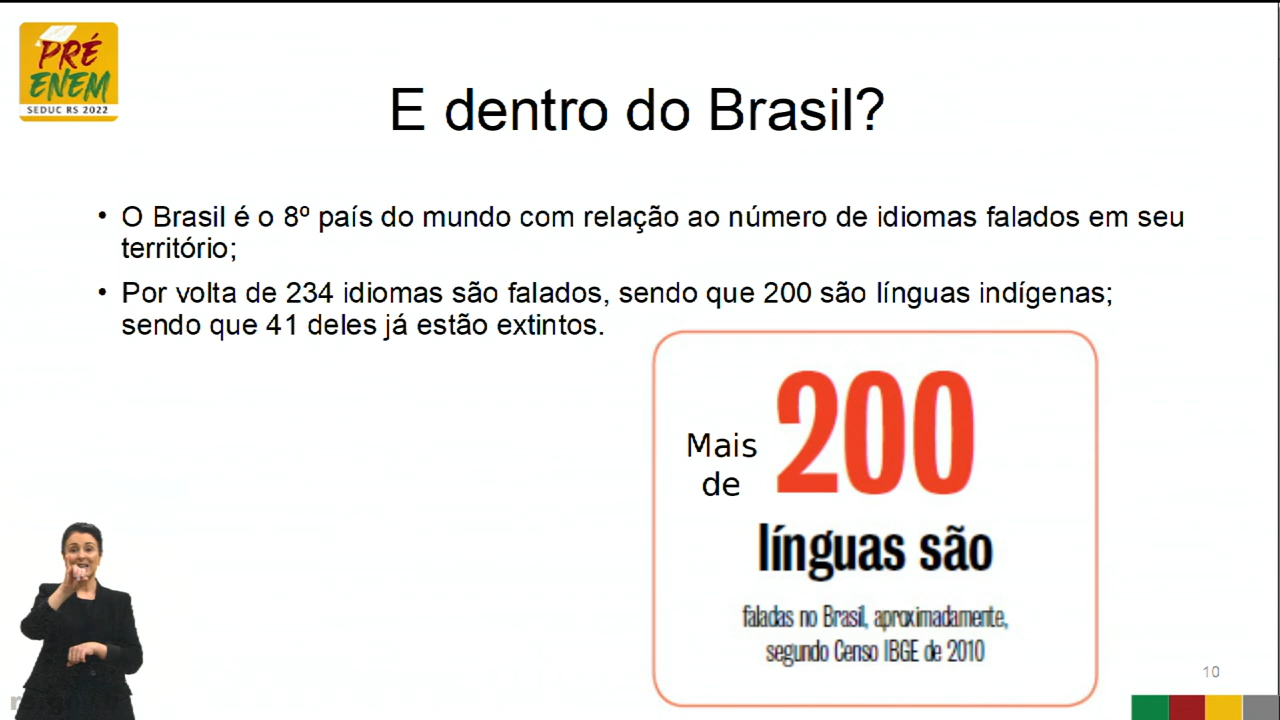 PRÉ
ENEM
SEDUC RS 2022
E dentro do Brasil?
• O Brasil é o 8º país do mundo com relação ao número de idiomas falados em seu
território;
• Por volta de 234 idiomas são falados, sendo que 200 são línguas indígenas;
sendo que 41 deles já estão extintos.
Mais
de
200
línguas são
faladas no Brasil, aproximadamente,
segundo Censo IBGE de 2010
10